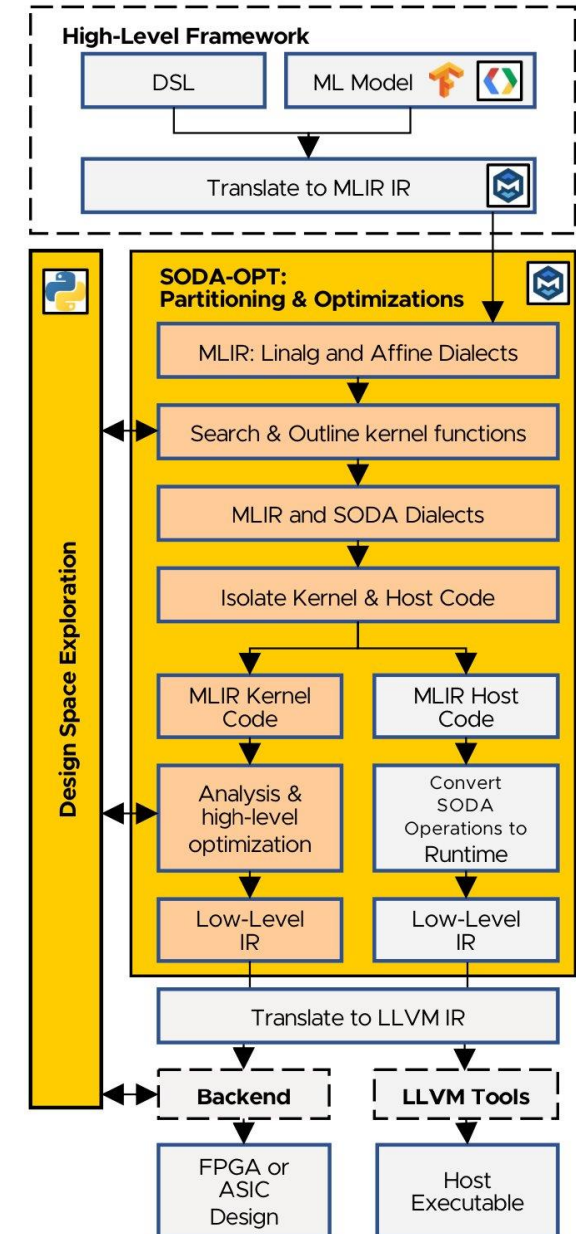 High-Level Framework
DSL
ML Model
Translate to MLIR IR
SODA-OPT:
Partitioning & Optimizations
MLIR: Linalg and Affine Dialects
Search & Outline kernel functions
MLIR and SODA Dialects
Isolate Kernel & Host Code
MLIR Kernel
Code
MLIR Host
Code
Analysis &
high-level
optimization
Convert
SODA
Operations to
Runtime
Low-Level
IR
Low-Level
IR
Design Space Exploration
Translate to LLVM IR
Backend
LLVM Tools
FPGA or
ASIC
Design
Host
Executable